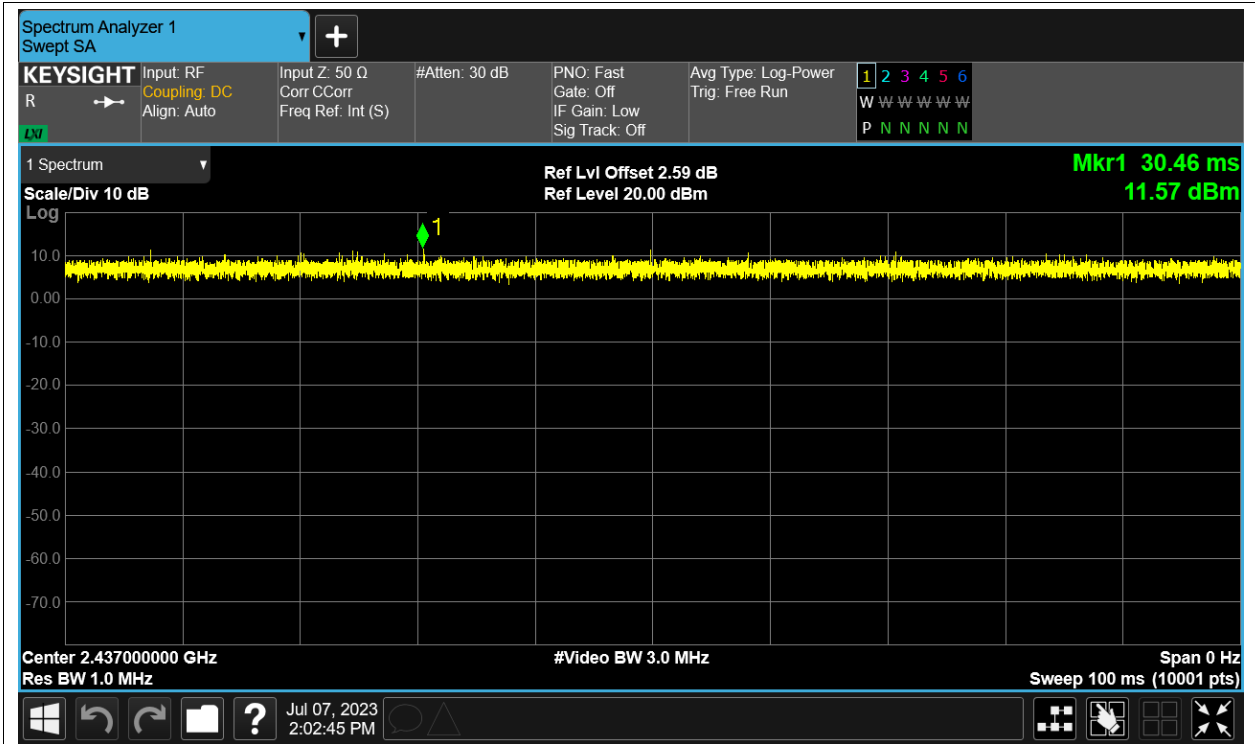 Spectrum Analyzer 1
Swept SA
+
KEYSIGHT
R
LXI
Input: RF
Coupling: DC
Align: Auto
Input Z: 50 Ω
Corr CCorr
Freq Ref: Int (S)
#Atten: 30 dB
PNO: Fast
Gate: Off
IF Gain: Low
Sig Track: Off
Avg Type: Log-Power
Trig: Free Run
1 2 3 4 5 6
W W W W W W
P N N N N N
1 Spectrum
Scale/Div 10 dB
Log
Ref Lvl Offset 2.59 dB
Ref Level 20.00 dBm
Mkr1 30.46 ms
11.57 dBm
1
10.0
0.00
-10.0
-20.0
-30.0
-40.0
-50.0
-60.0
-70.0
Center 2.437000000 GHz
Res BW 1.0 MHz
#Video BW 3.0 MHz
Span 0 Hz
Sweep 100 ms (10001 pts)
?
Jul 07, 2023
2:02:45 PM